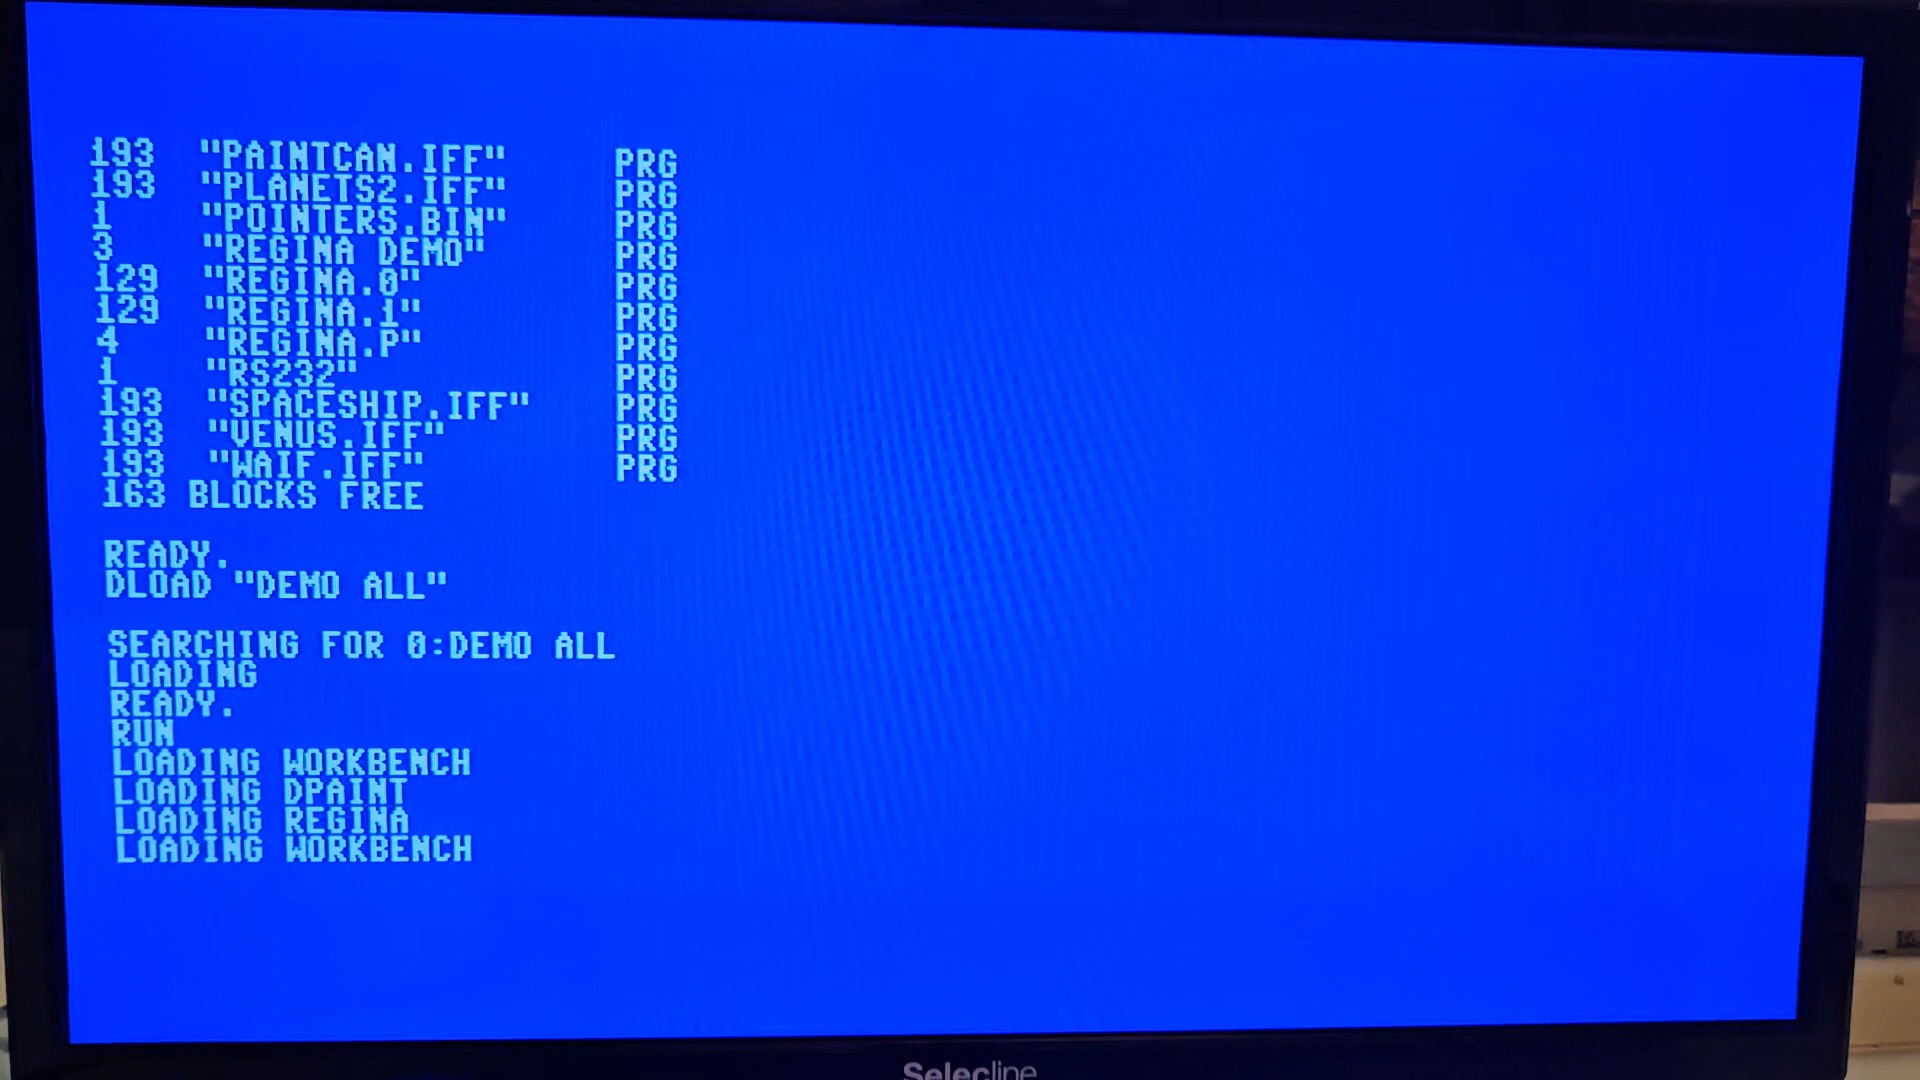 193 "PAINTCAN.IFF" PRG
193 "PLANETS2.IFF" PRG
1 "POINTERS.BIN" PRG
3 "REGINA DEMO" PRG
129 "REGINA.0" PRG
129 "REGINA.1" PRG
4 "REGINA.P" PRG
1 "RS232" PRG
193 "SPACESHIP.IFF" PRG
193 "VENUS.IFF" PRG
193 "WAIF.IFF" PRG
163 BLOCKS FREE
READY.
DLOAD "DEMO ALL"
SEARCHING FOR 0:DEMO ALL
LOADING
READY.
RUN
LOADING WORKBENCH
LOADING DPAINT
LOADING REGINA
LOADING WORKBENCH
Selecline